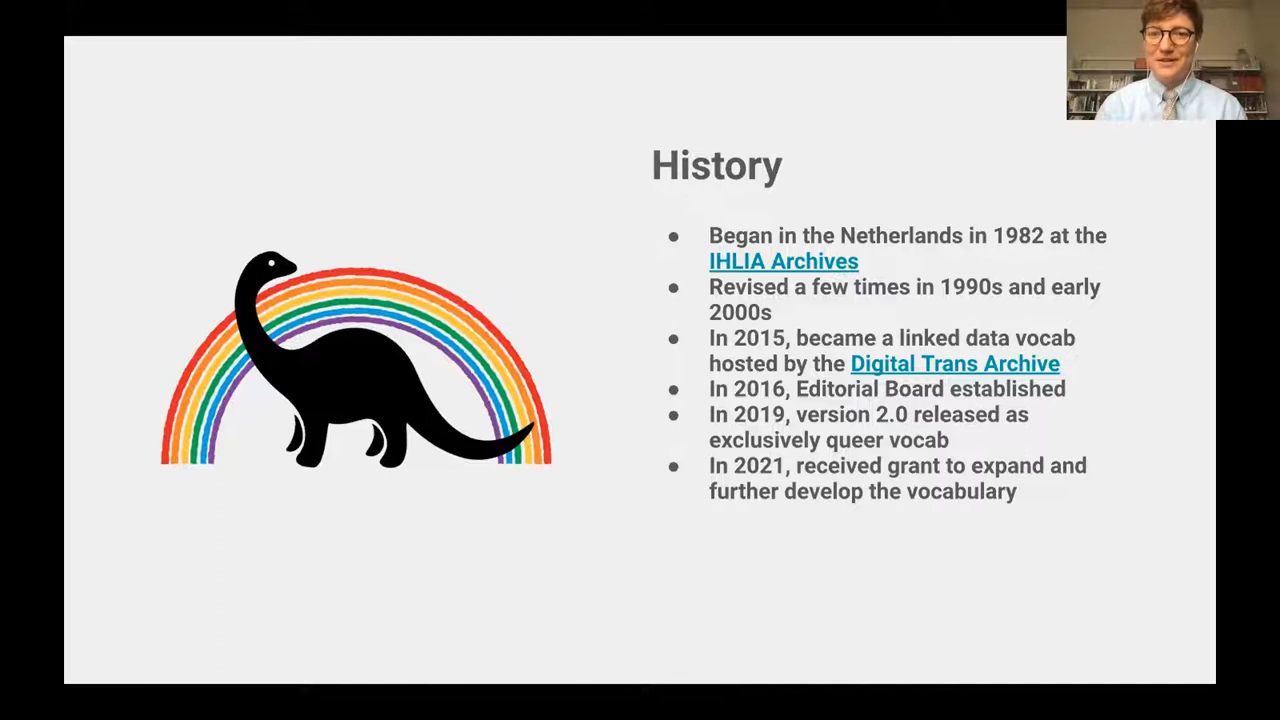 History
● Began in the Netherlands in 1982 at the
IHLIA Archives
● Revised a few times in 1990s and early
2000s
● In 2015, became a linked data vocab
hosted by the Digital Trans Archive
● In 2016, Editorial Board established
● In 2019, version 2.0 released as
exclusively queer vocab
● In 2021, received grant to expand and
further develop the vocabulary